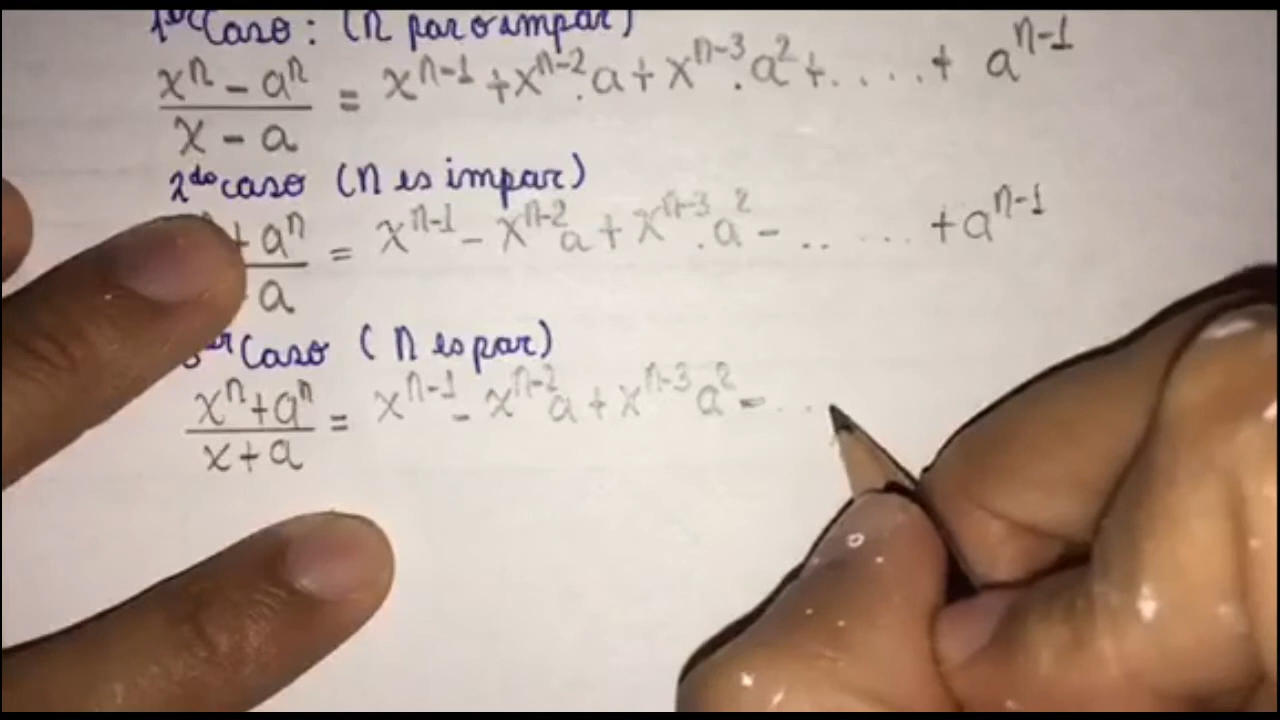 1er Caso: (n par o impar)
xⁿ - aⁿ / x - a = xⁿ⁻¹ + xⁿ⁻².a + xⁿ⁻³.a² + ..... + aⁿ⁻¹
2do caso (n es impar)
+ aⁿ / a = xⁿ⁻¹ - xⁿ⁻²a + xⁿ⁻³.a² - ..... + aⁿ⁻¹
er Caso (n es par)
xⁿ + aⁿ / x + a = xⁿ⁻¹ - xⁿ⁻²a + xⁿ⁻³a² - ...